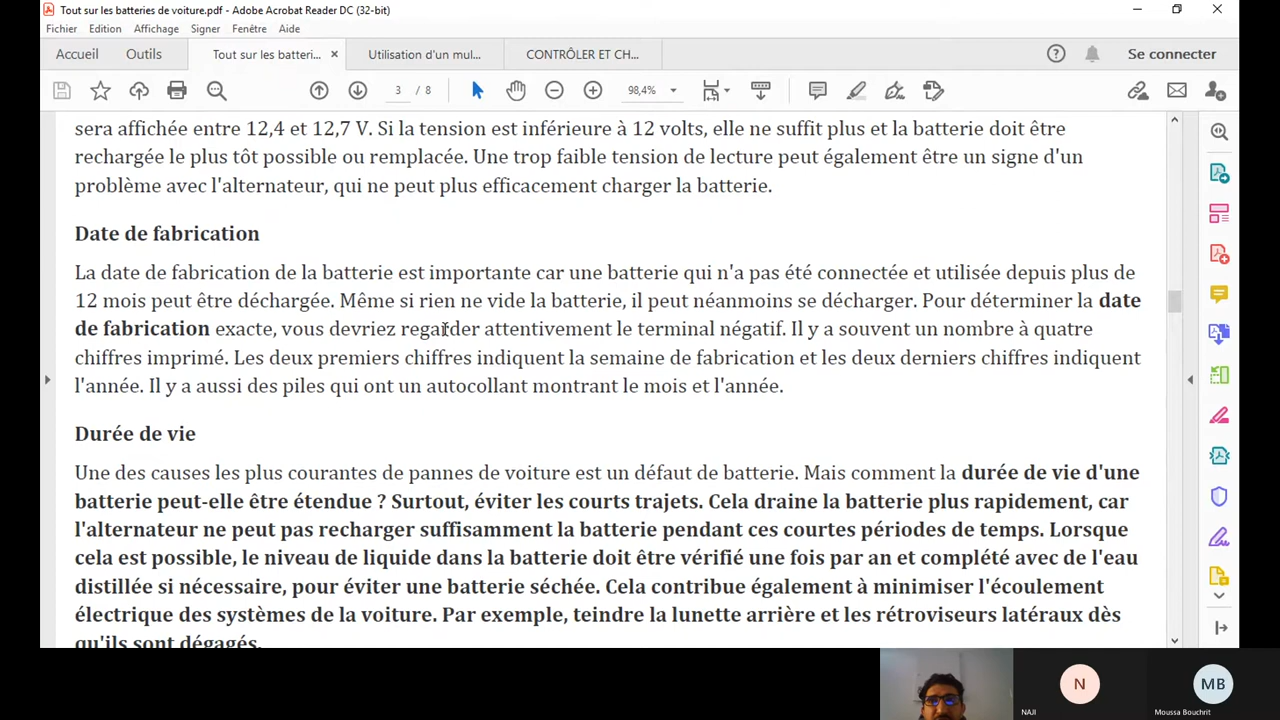 Tout sur les batteries de voiture.pdf - Adobe Acrobat Reader DC (32-bit)
Fichier Edition Affichage Signer Fenêtre Aide
Accueil Outils Tout sur les batteri... × Utilisation d'un mul... CONTRÔLER ET CH... Se connecter
3 / 8 98,4%
sera affichée entre 12,4 et 12,7 V. Si la tension est inférieure à 12 volts, elle ne suffit plus et la batterie doit être
rechargée le plus tôt possible ou remplacée. Une trop faible tension de lecture peut également être un signe d'un
problème avec l'alternateur, qui ne peut plus efficacement charger la batterie.
Date de fabrication
La date de fabrication de la batterie est importante car une batterie qui n'a pas été connectée et utilisée depuis plus de
12 mois peut être déchargée. Même si rien ne vide la batterie, il peut néanmoins se décharger. Pour déterminer la date
de fabrication exacte, vous devriez regarder attentivement le terminal négatif. Il y a souvent un nombre à quatre
chiffres imprimé. Les deux premiers chiffres indiquent la semaine de fabrication et les deux derniers chiffres indiquent
l'année. Il y a aussi des piles qui ont un autocollant montrant le mois et l'année.
Durée de vie
Une des causes les plus courantes de pannes de voiture est un défaut de batterie. Mais comment la durée de vie d'une
batterie peut-elle être étendue ? Surtout, éviter les courts trajets. Cela draine la batterie plus rapidement, car
l'alternateur ne peut pas recharger suffisamment la batterie pendant ces courtes périodes de temps. Lorsque
cela est possible, le niveau de liquide dans la batterie doit être vérifié une fois par an et complété avec de l'eau
distillée si nécessaire, pour éviter une batterie séchée. Cela contribue également à minimiser l'écoulement
électrique des systèmes de la voiture. Par exemple, teindre la lunette arrière et les rétroviseurs latéraux dès
qu'ils sont dégagés.
N MB
NAJI Moussa Bouchrit